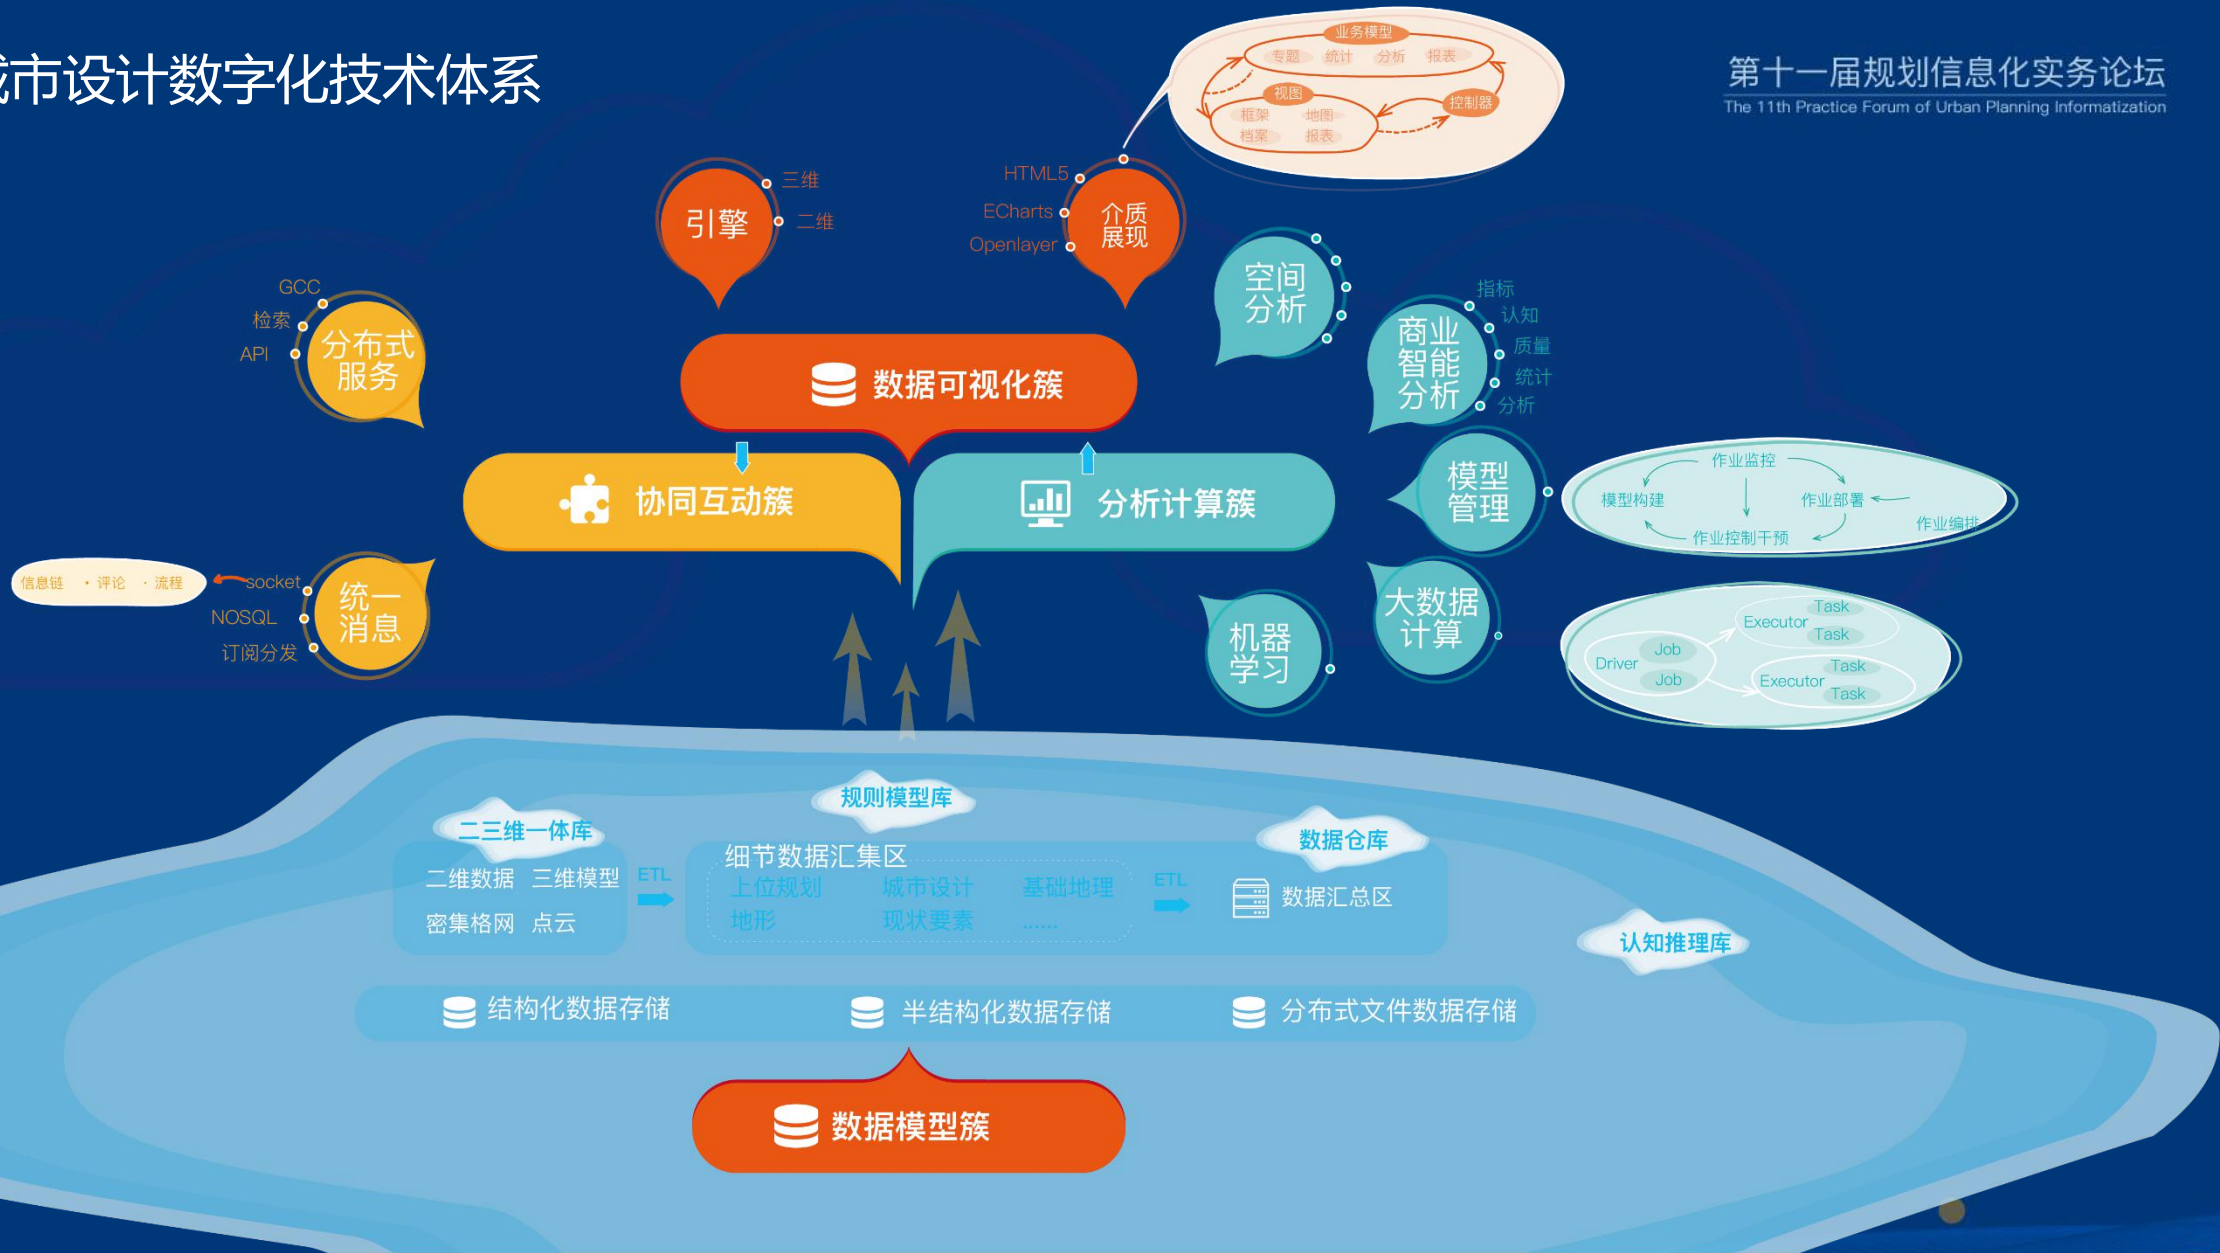 城市设计数字化技术体系
第十一届规划信息化实务论坛
The 11th Practice Forum of Urban Planning Informatization
业务模型
专题 统计 分析 报表
视图
控制器
框架 地图
档案 报表
引擎
三维
二维
HTML5
ECharts
Openlayer
介质
展现
GCC
检索
API
分布式
服务
空间
分析
商业
智能
分析
指标
认知
质量
统计
分析
数据可视化簇
协同互动簇
分析计算簇
模型
管理
作业监控
模型构建
作业部署
作业编排
作业控制干预
信息链 · 评论 · 流程
socket
NOSQL
订阅分发
统一
消息
机器
学习
大数据
计算
Driver
Job
Job
Executor
Task
Task
Executor
Task
Task
规则模型库
二三维一体库
数据仓库
二维数据 三维模型
密集格网 点云
ETL
细节数据汇集区
上位规划 城市设计 基础地理
地形 现状要素 ......
ETL
数据汇总区
认知推理库
结构化数据存储
半结构化数据存储
分布式文件数据存储
数据模型簇